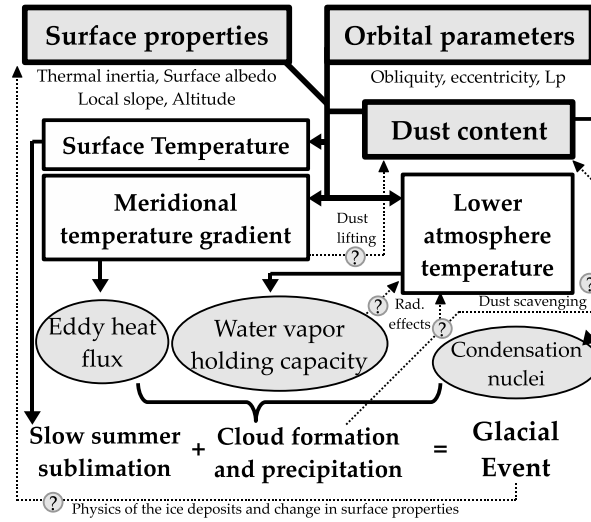 Surface properties
Orbital parameters
Thermal inertia, Surface albedo
Local slope, Altitude
Obliquity, eccentricity, Lp
Dust content
Surface Temperature
Meridional
temperature gradient
Dust
lifting
?
Lower
atmosphere
temperature
?
Rad.
effects
?
Dust scavenging
?
Eddy heat
flux
Water vapor
holding capacity
Condensation
nuclei
Slow summer
sublimation
+
Cloud formation
and precipitation
=
Glacial
Event
?
Physics of the ice deposits and change in surface properties